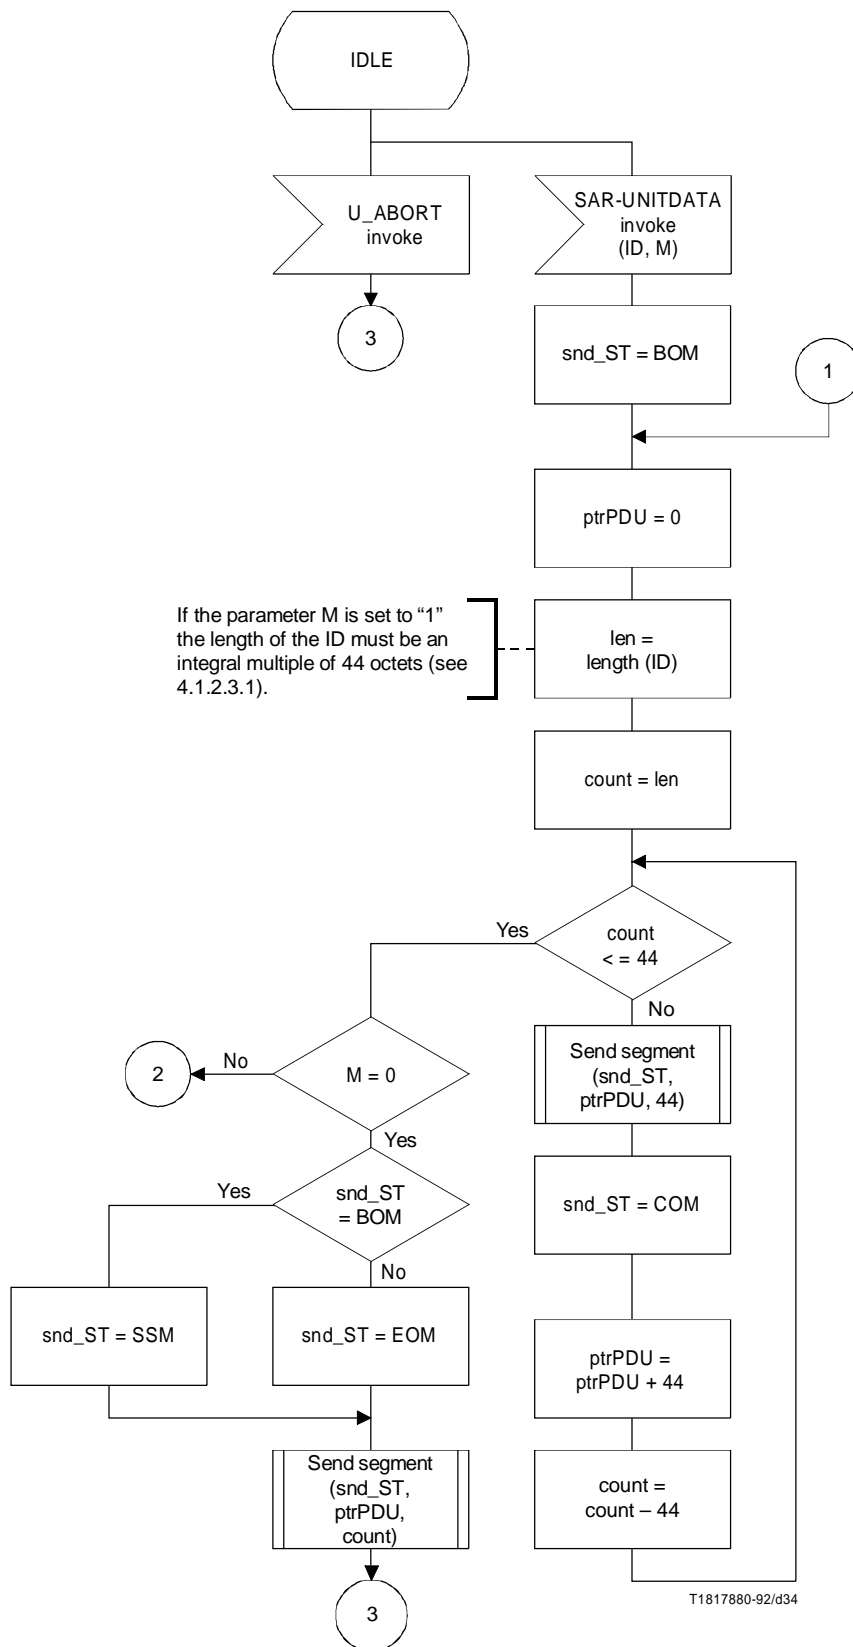 IDLE
U_ABORT
invoke
SAR-UNITDATA
invoke
(ID, M)
3
snd_ST = BOM
1
ptrPDU = 0
If the parameter M is set to “1”
the length of the ID must be an
integral multiple of 44 octets (see
4.1.2.3.1).
len =
length (ID)
count = len
Yes
count
< = 44
No
2
No
M = 0
Send segment
(snd_ST,
ptrPDU, 44)
Yes
Yes
snd_ST
= BOM
snd_ST = COM
No
snd_ST = SSM
snd_ST = EOM
ptrPDU =
ptrPDU + 44
Send segment
(snd_ST,
ptrPDU,
count)
count =
count – 44
3
T1817880-92/d34